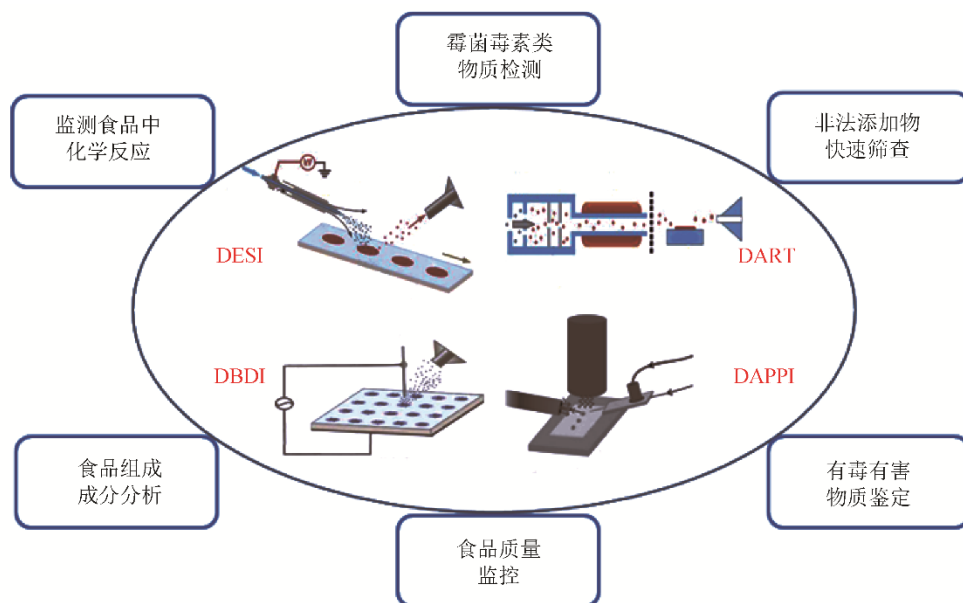 霉菌毒素类
物质检测
监测食品中
化学反应
非法添加物
快速筛查
DESI
DART
DBDI
DAPPI
食品组成
成分分析
有毒有害
物质鉴定
食品质量
监控